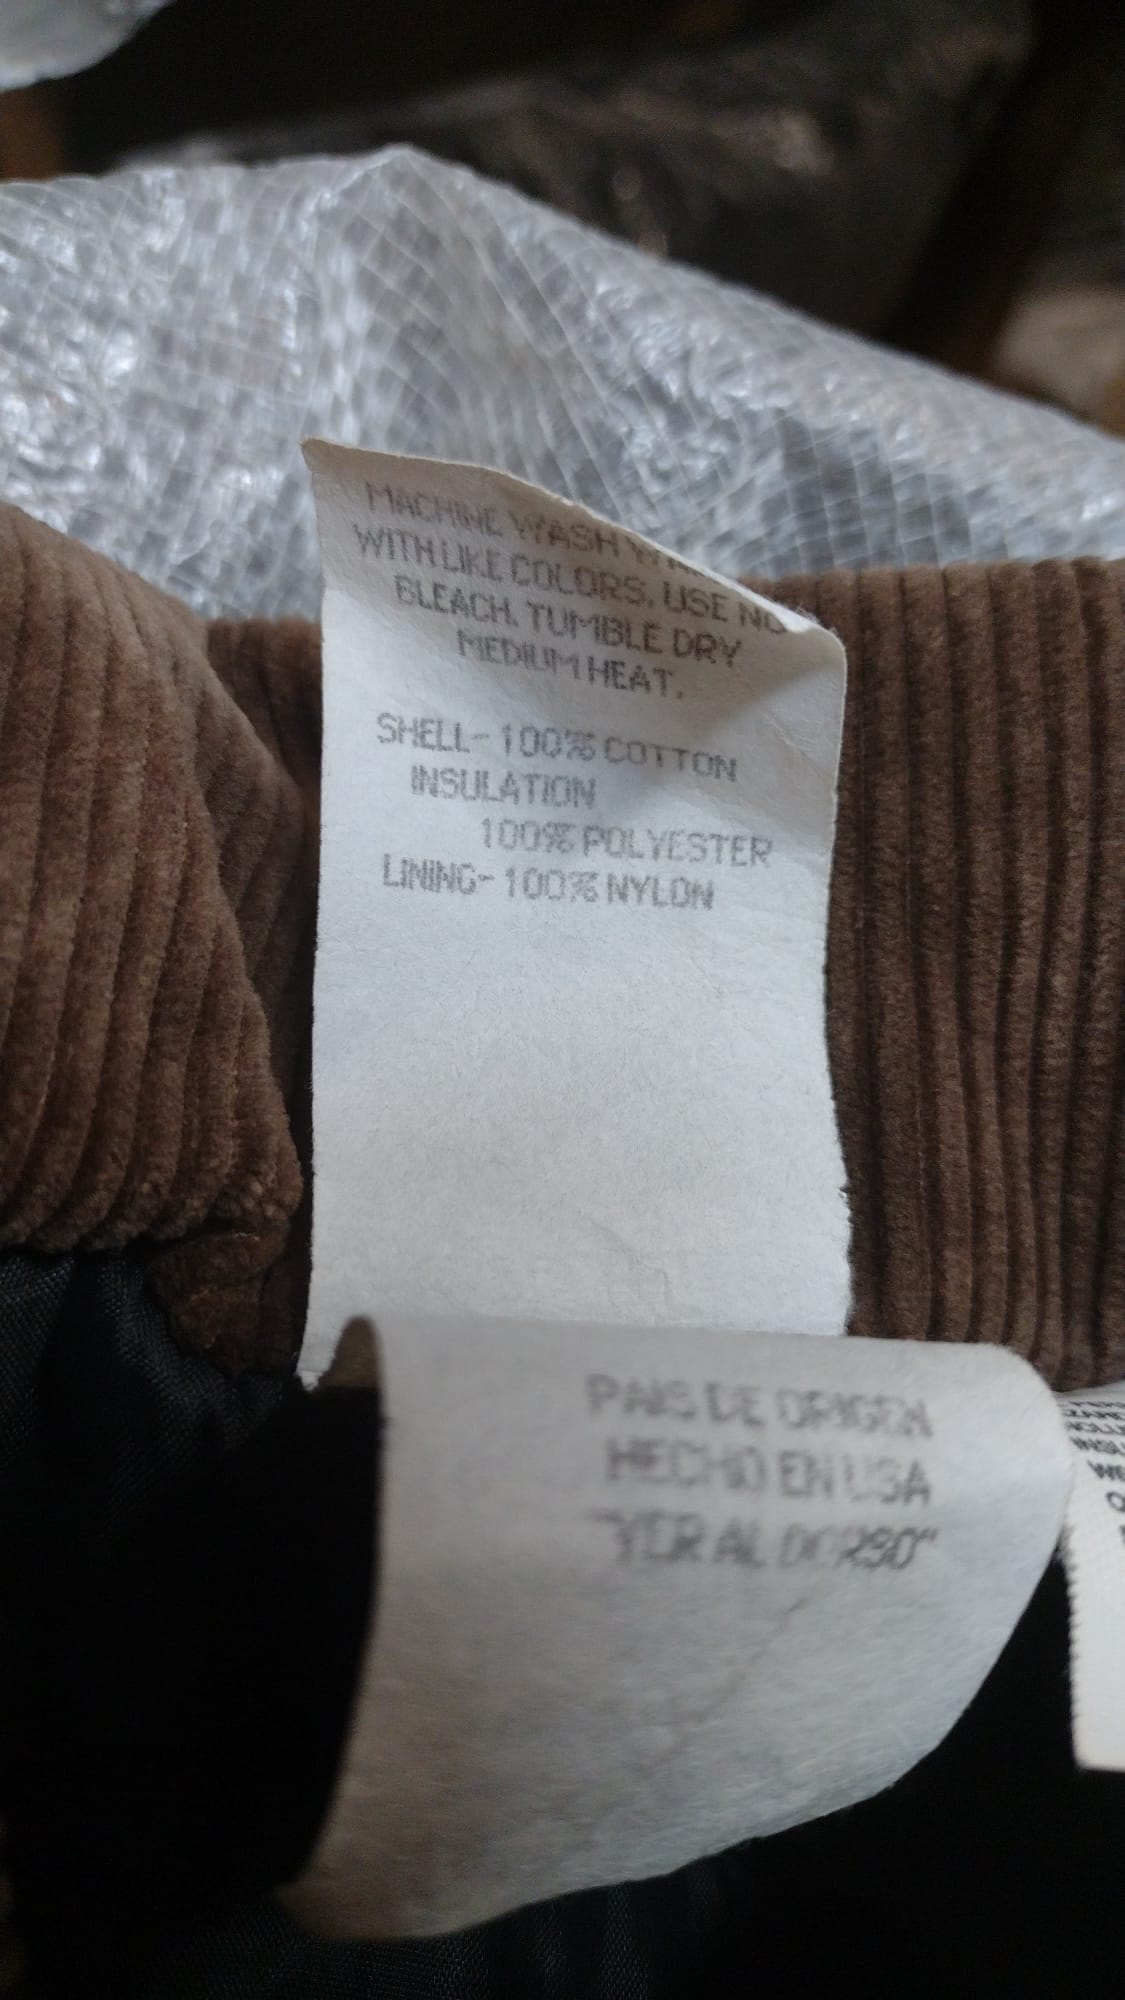 MACHINE WASH
WITH LIKE COLORS. USE NO
BLEACH. TUMBLE DRY
MEDIUM HEAT.
SHELL- 100% COTTON
INSULATION
100% POLYESTER
LINING- 100% NYLON
PAIS DE ORIGEN
HECHO EN USA
"VER AL DORSO"